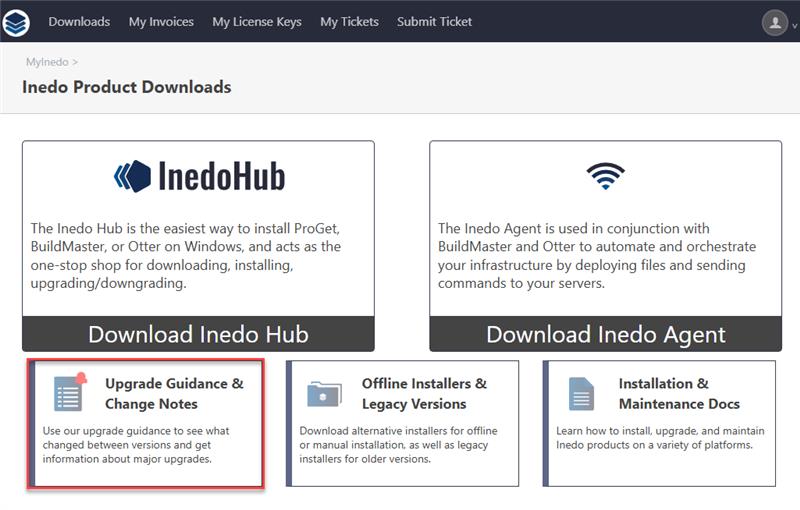 Downloads My Invoices My License Keys My Tickets Submit Ticket
MyInedo >
Inedo Product Downloads
InedoHub
The Inedo Hub is the easiest way to install ProGet,
BuildMaster, or Otter on Windows, and acts as the
one-stop shop for downloading, installing,
upgrading/downgrading.
Download Inedo Hub
The Inedo Agent is used in conjunction with
BuildMaster and Otter to automate and orchestrate
your infrastructure by deploying files and sending
commands to your servers.
Download Inedo Agent
Upgrade Guidance &
Change Notes
Use our upgrade guidance to see what
changed between versions and get
information about major upgrades.
Offline Installers &
Legacy Versions
Download alternative installers for offline
or manual installation, as well as legacy
installers for older versions.
Installation &
Maintenance Docs
Learn how to install, upgrade, and maintain
Inedo products on a variety of platforms.